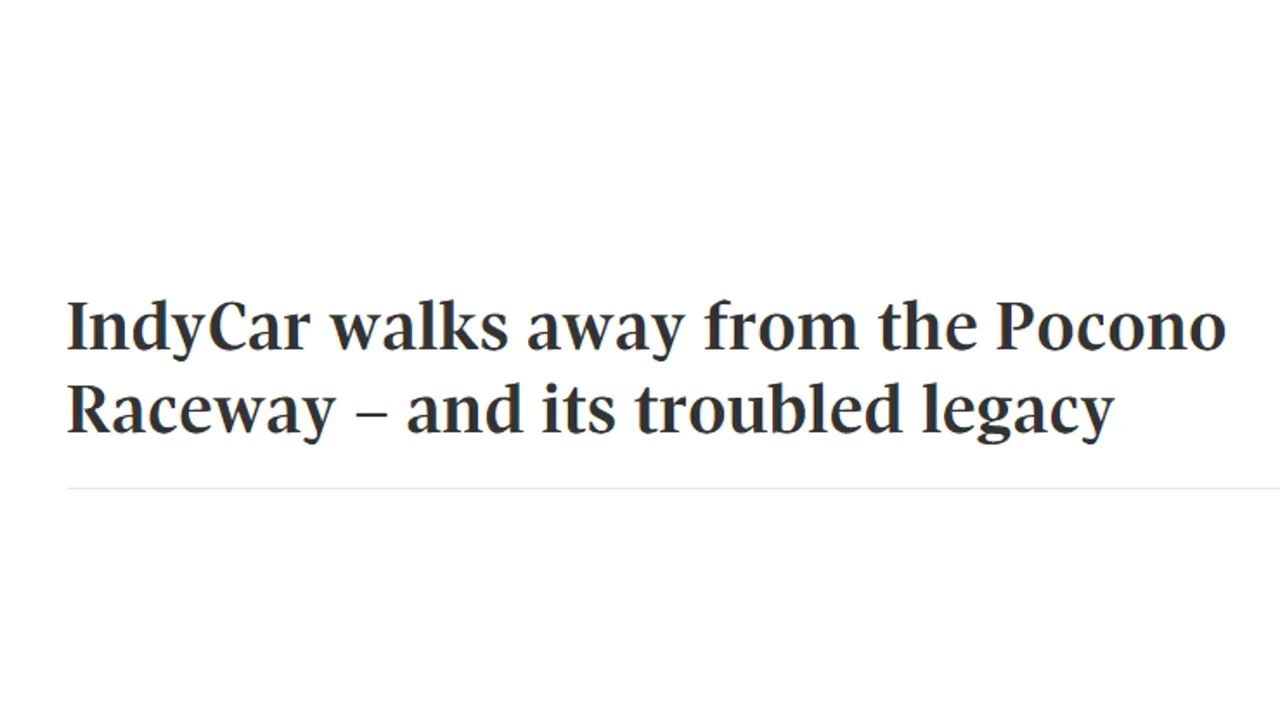 IndyCar walks away from the Pocono
Raceway – and its troubled legacy